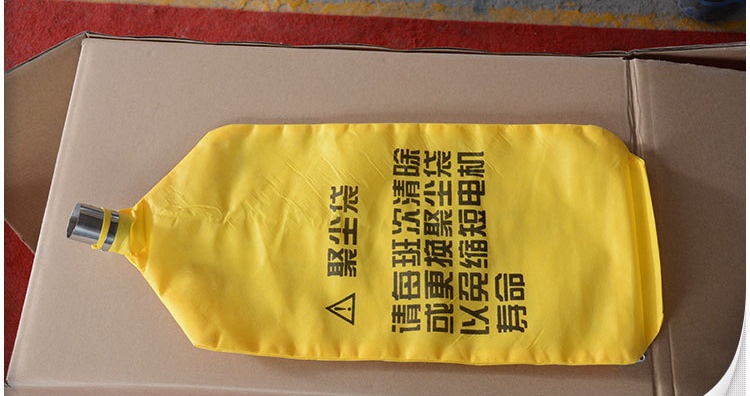 ⚠ 聚尘袋
请每班次清除
或更换聚尘袋
以免缩短电机
寿命